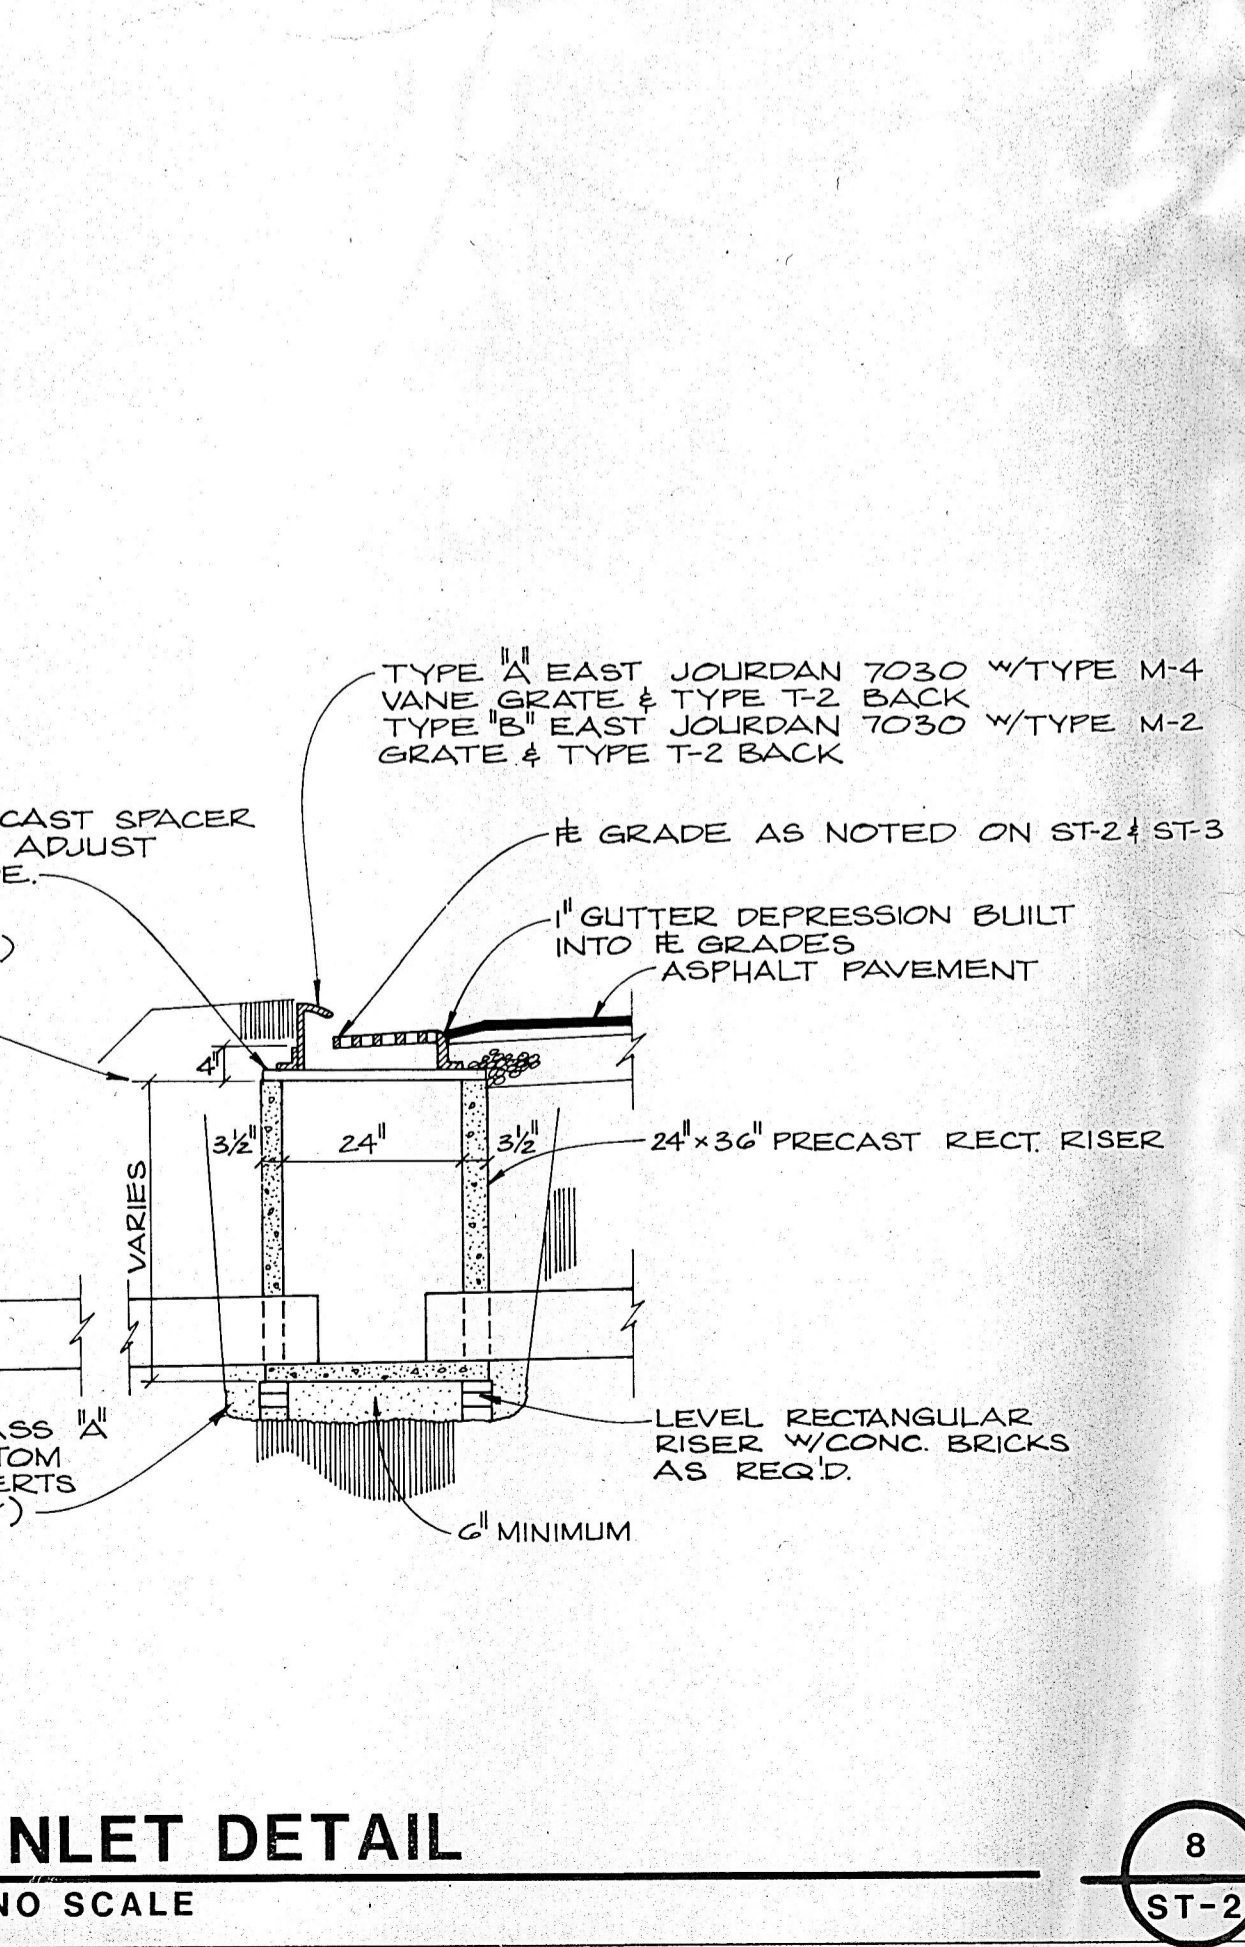 TYPE "A" EAST JOURDAN 7030 W/TYPE M-4
VANE GRATE & TYPE T-2 BACK
TYPE "B" EAST JOURDAN 7030 W/TYPE M-2
GRATE & TYPE T-2 BACK
CAST SPACER
ADJUST
E.
)
GRADE AS NOTED ON ST-2 & ST-3
1" GUTTER DEPRESSION BUILT
INTO GRADES
ASPHALT PAVEMENT
4"
3½" 24" 3½"
24" x 36" PRECAST RECT. RISER
VARIES
ASS "A"
TOM
ERTS
)
LEVEL RECTANGULAR
RISER W/CONC. BRICKS
AS REQ'D.
6" MINIMUM
NLET DETAIL
NO SCALE
8
ST-2